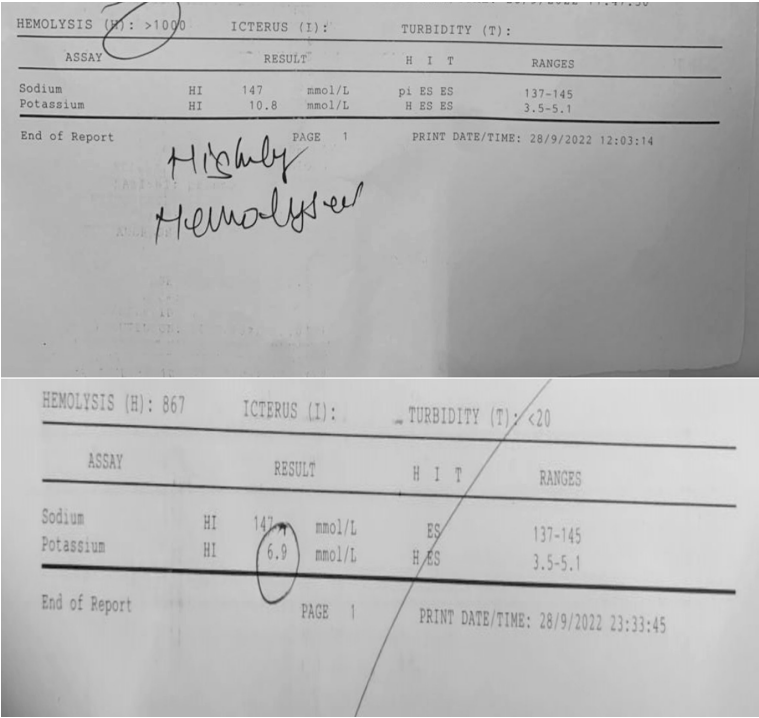 HEMOLYSIS (H): >1000 ICTERUS (I): TURBIDITY (T):
ASSAY RESULT H I T RANGES
Sodium HI 147 mmol/L pi ES ES 137-145
Potassium HI 10.8 mmol/L H ES ES 3.5-5.1
End of Report PAGE 1 PRINT DATE/TIME: 28/9/2022 12:03:14
Highly
Hemolysed
HEMOLYSIS (H): 867 ICTERUS (I): TURBIDITY (T): <20
ASSAY RESULT H I T RANGES
Sodium HI 147 mmol/L ES 137-145
Potassium HI 6.9 mmol/L H ES 3.5-5.1
End of Report PAGE 1 PRINT DATE/TIME: 28/9/2022 23:33:45